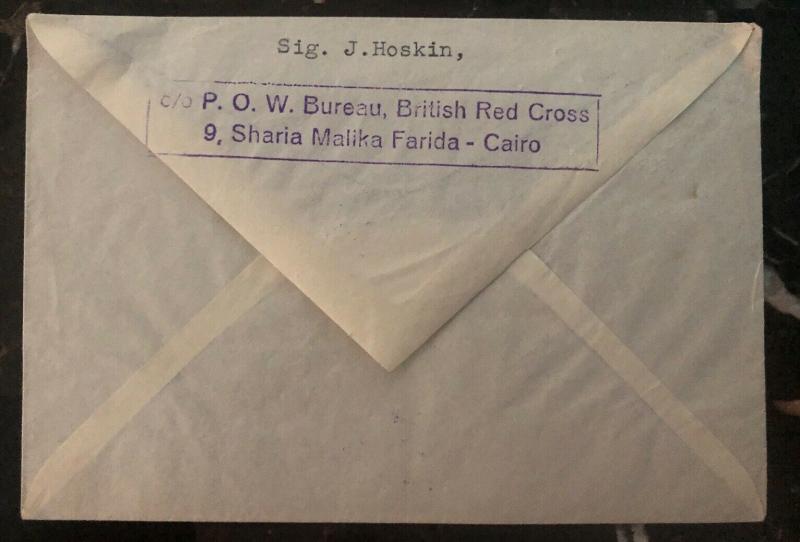 Sig. J.Hoskin,
c/o P. O. W. Bureau, British Red Cross
9, Sharia Malika Farida - Cairo